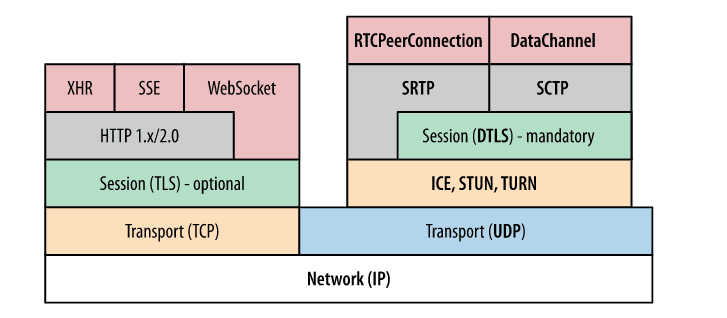 RTCPeerConnection
DataChannel
XHR
SSE
WebSocket
SRTP
SCTP
HTTP 1.x/2.0
Session (DTLS) - mandatory
Session (TLS) - optional
ICE, STUN, TURN
Transport (TCP)
Transport (UDP)
Network (IP)